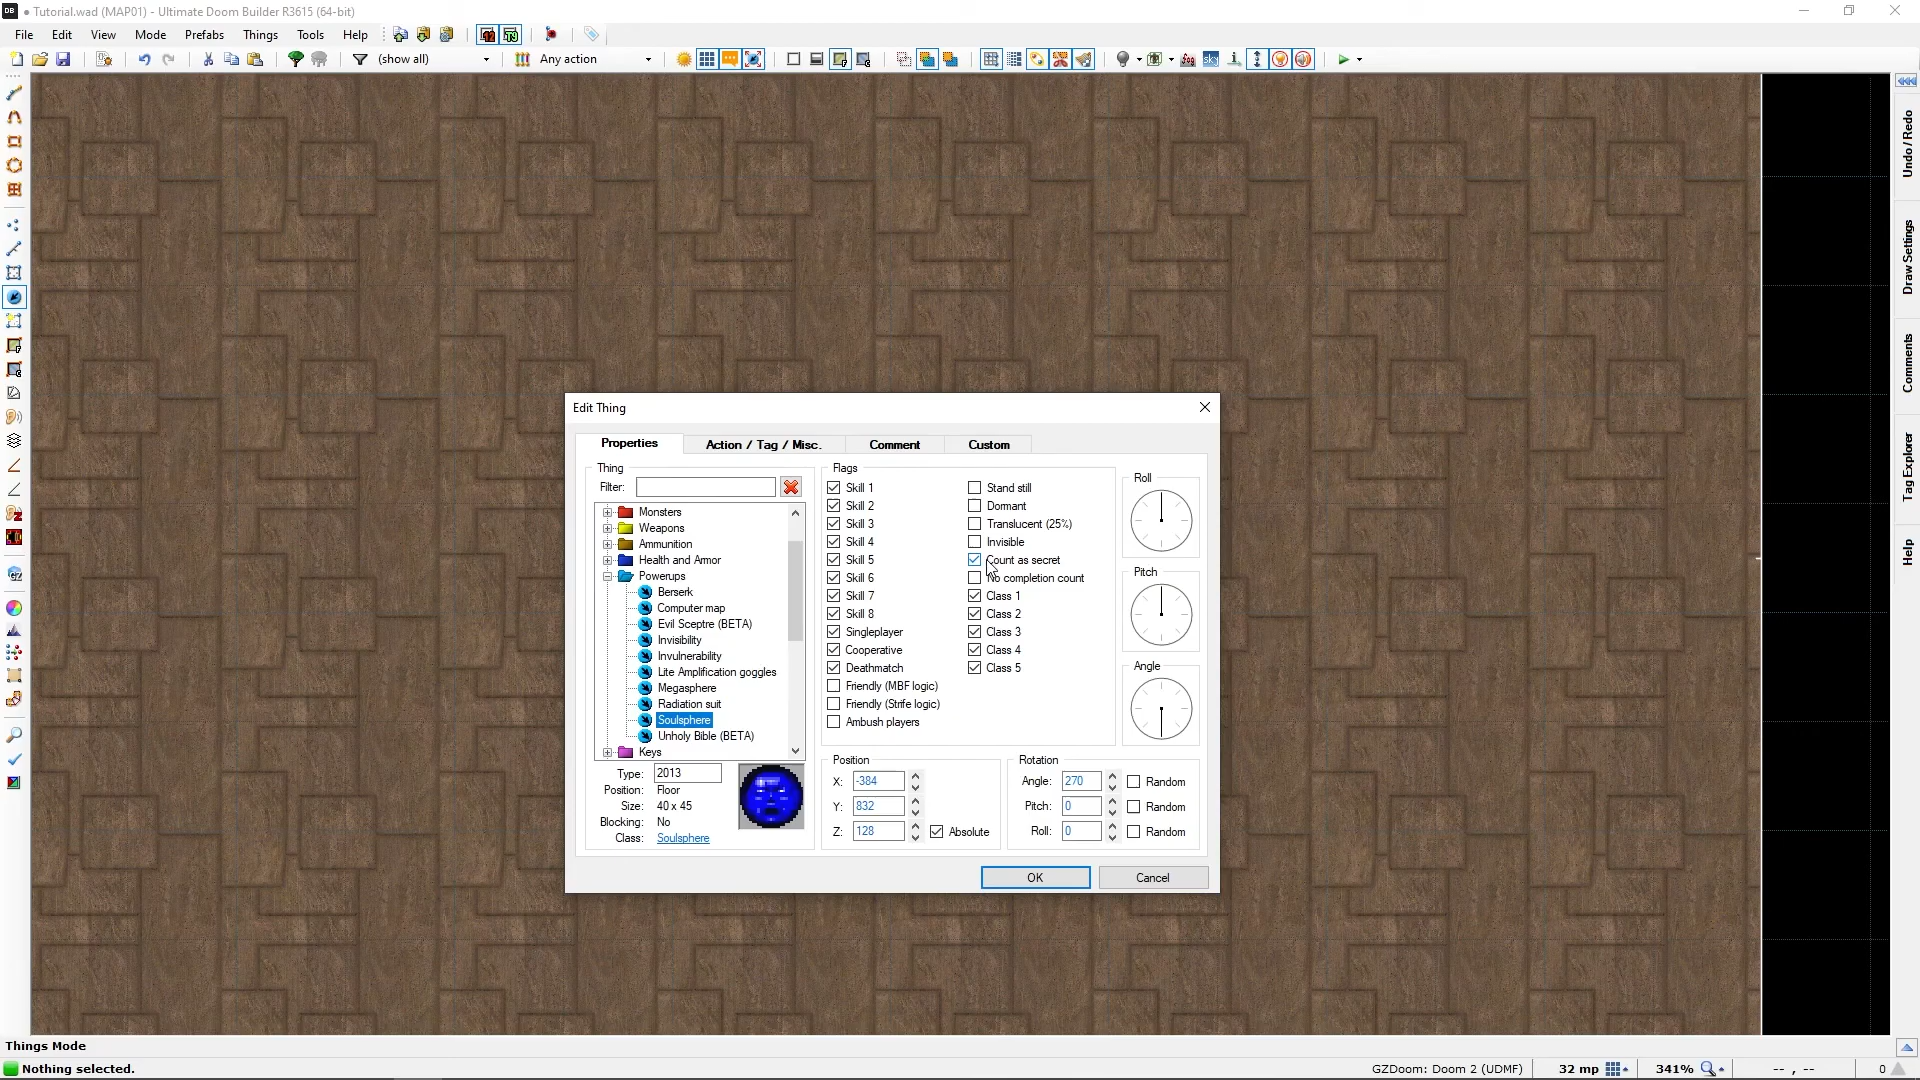 DB • Tutorial.wad (MAP01) - Ultimate Doom Builder R3615 (64-bit)
File Edit View Mode Prefabs Things Tools Help
(show all) Any action
Undo / Redo
Draw Settings
Comments
Tag Explorer
Help
Edit Thing
Properties Action / Tag / Misc. Comment Custom
Thing
Filter:
Monsters
Weapons
Ammunition
Health and Armor
Powerups
Berserk
Computer map
Evil Sceptre (BETA)
Invisibility
Invulnerability
Lite Amplification goggles
Megasphere
Radiation suit
Soulsphere
Unholy Bible (BETA)
Keys
Type: 2013
Position: Floor
Size: 40 x 45
Blocking: No
Class: Soulsphere
Flags
Skill 1
Skill 2
Skill 3
Skill 4
Skill 5
Skill 6
Skill 7
Skill 8
Singleplayer
Cooperative
Deathmatch
Friendly (MBF logic)
Friendly (Strife logic)
Ambush players
Stand still
Dormant
Translucent (25%)
Invisible
Count as secret
No completion count
Class 1
Class 2
Class 3
Class 4
Class 5
Roll
Pitch
Angle
Position
X: -384
Y: 832
Z: 128 Absolute
Rotation
Angle: 270 Random
Pitch: 0 Random
Roll: 0 Random
OK Cancel
Things Mode
Nothing selected. GZDoom: Doom 2 (UDMF) 32 mp 341% -- , -- 0